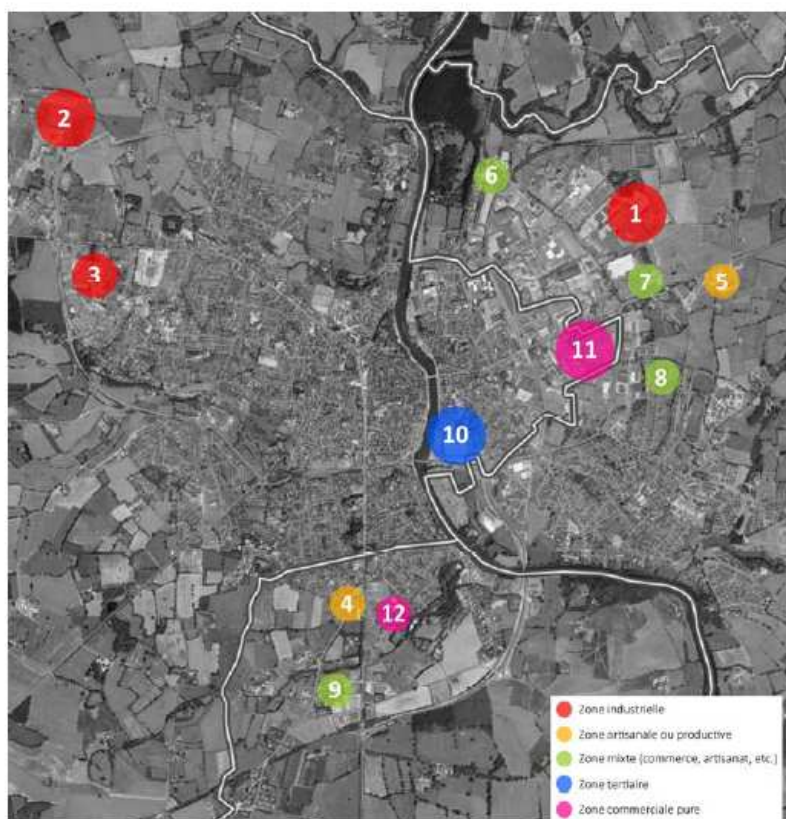 2
6
1
3
7
5
11
8
10
4
12
9
Zone industrielle
Zone artisanale ou productive
Zone mixte (commerce, artisanat, etc.)
Zone tertiaire
Zone commerciale pure